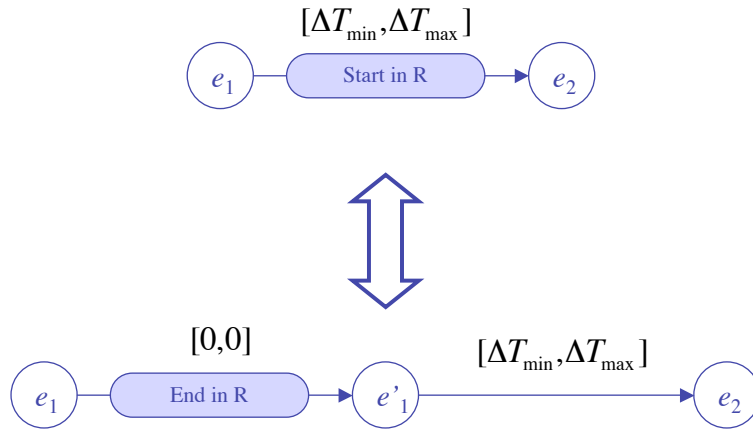 [ΔT_min, ΔT_max]
e_1 Start in R e_2
[0,0]
[ΔT_min, ΔT_max]
e_1 End in R e'_1 e_2